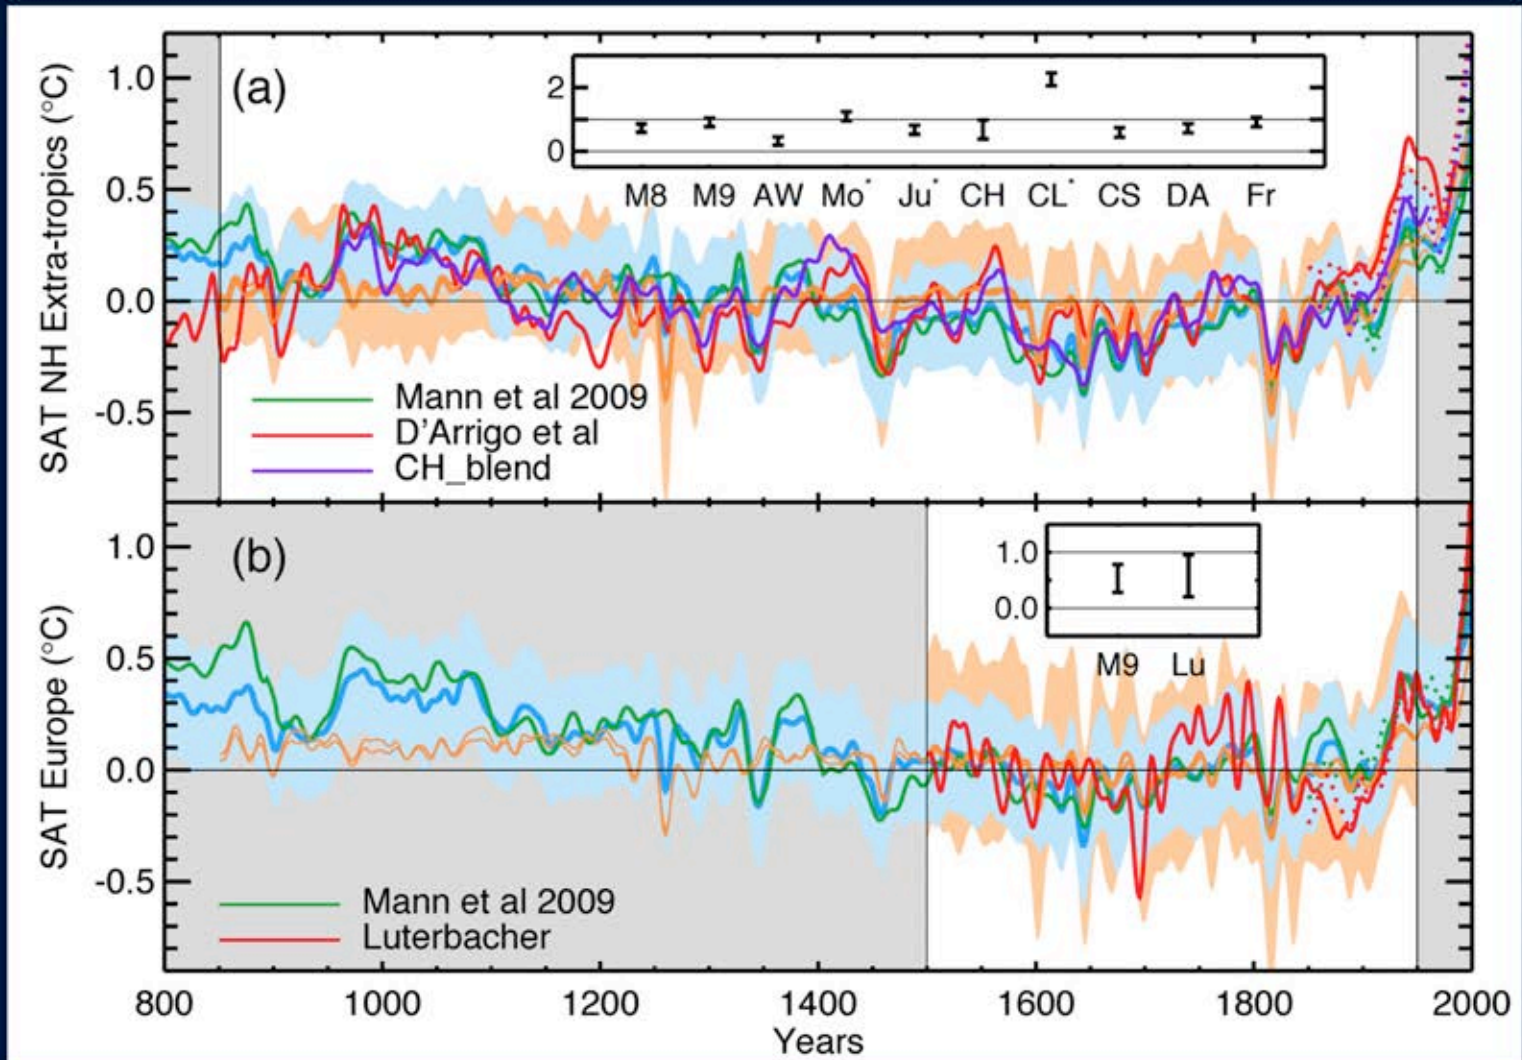 SAT NH Extra-tropics (°C)
1.0
0.5
0.0
-0.5
(a)
2
0
M8 M9 AW Mo* Ju* CH CL* CS DA Fr
Mann et al 2009
D'Arrigo et al
CH_blend
SAT Europe (°C)
1.0
0.5
0.0
-0.5
(b)
1.0
0.0
M9 Lu
Mann et al 2009
Luterbacher
800 1000 1200 1400 1600 1800 2000
Years